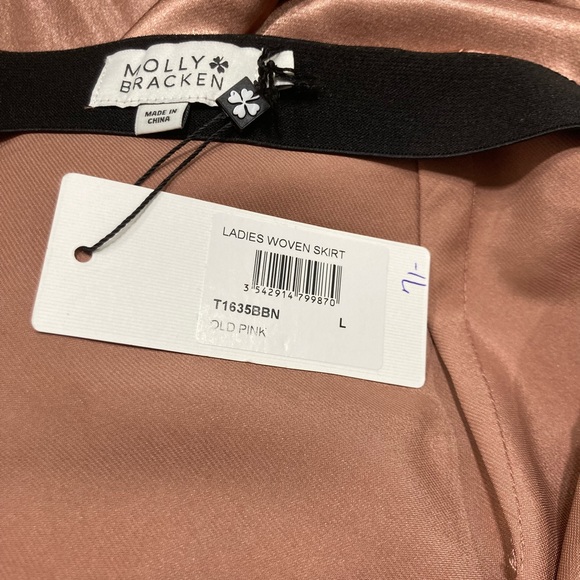 MOLLY
BRACKEN
MADE IN
CHINA
LADIES WOVEN SKIRT
3 542914 799870
T1635BBN L
OLD PINK